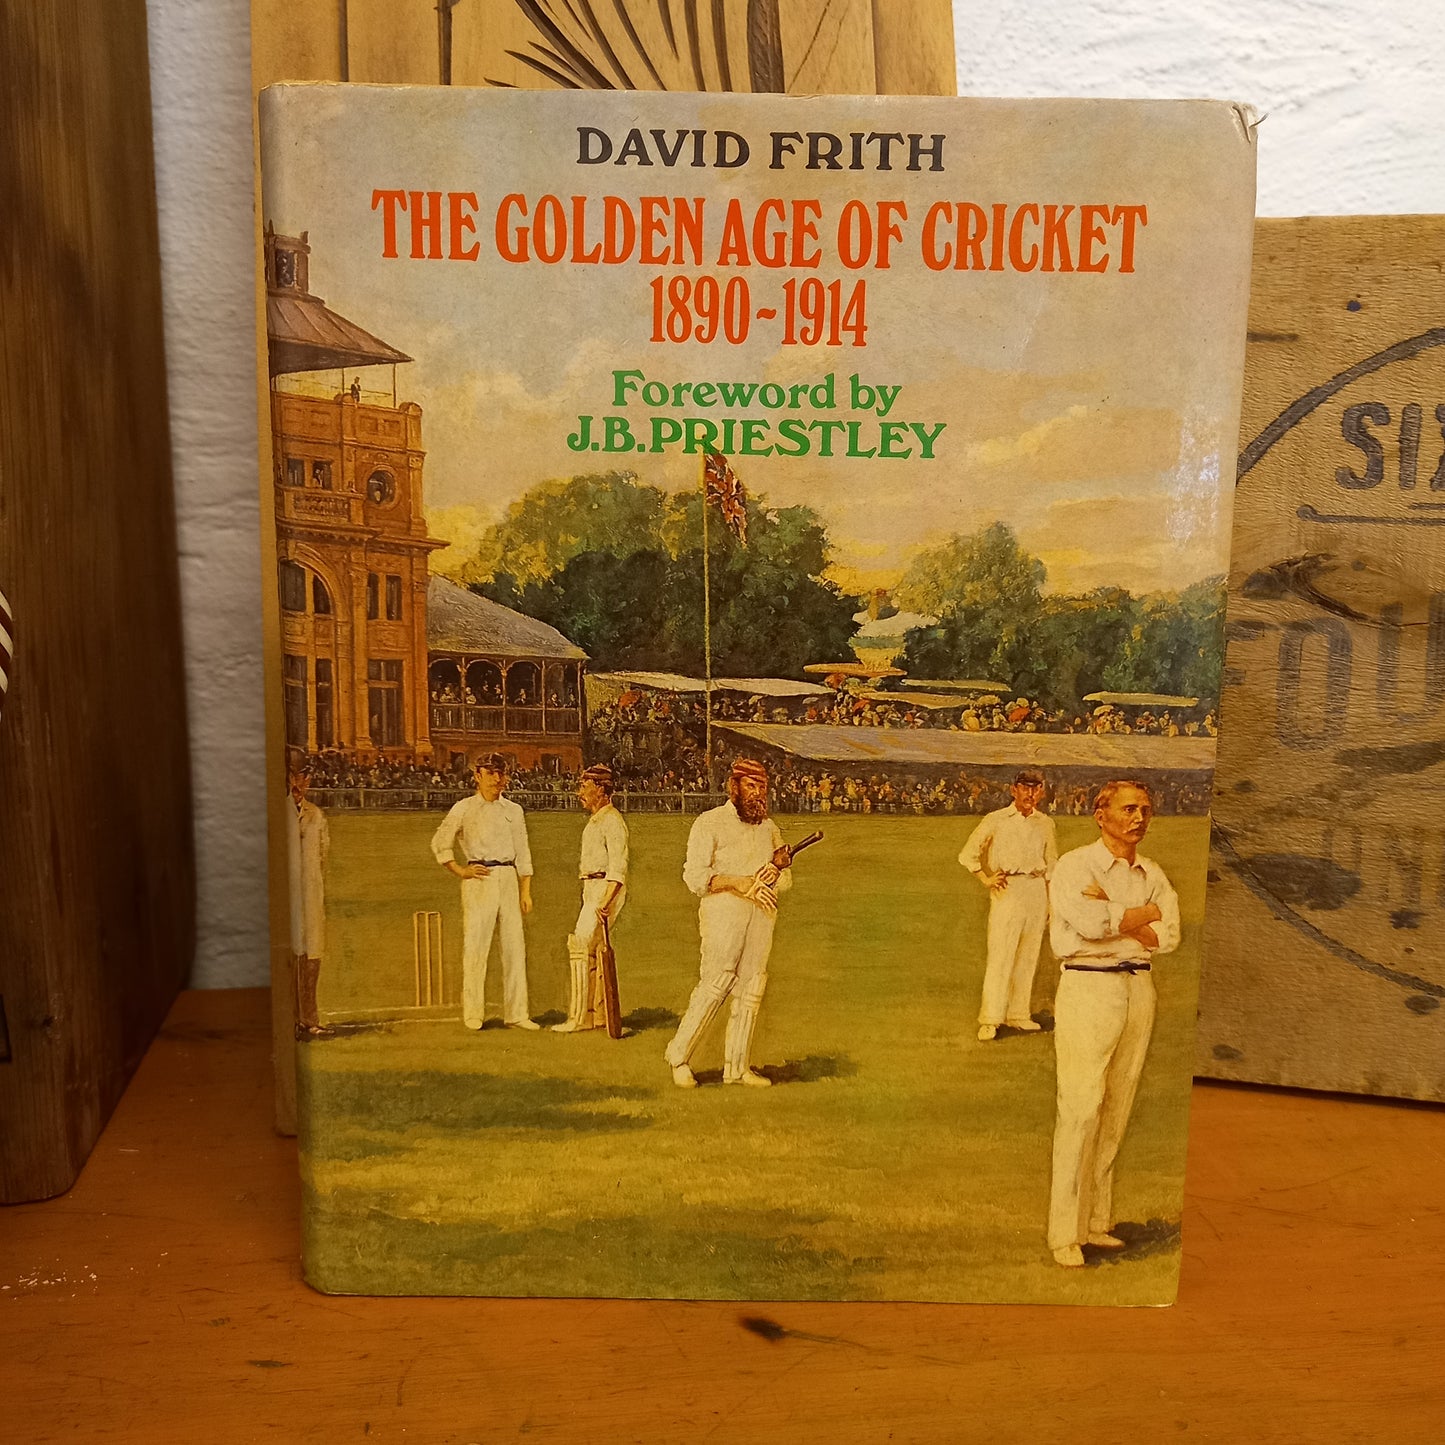 DAVID FRITH
THE GOLDEN AGE OF CRICKET
1890~1914
Foreword by
J.B.PRIESTLEY